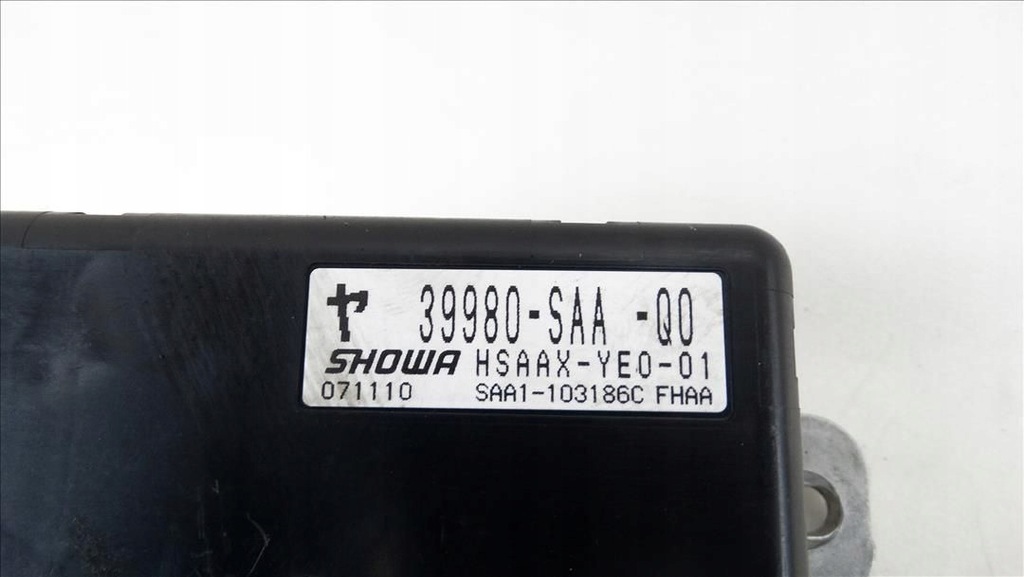 39980-SAA -Q0
SHOWA HSAAX-YE0-01
071110 SAA1-103186C FHAA